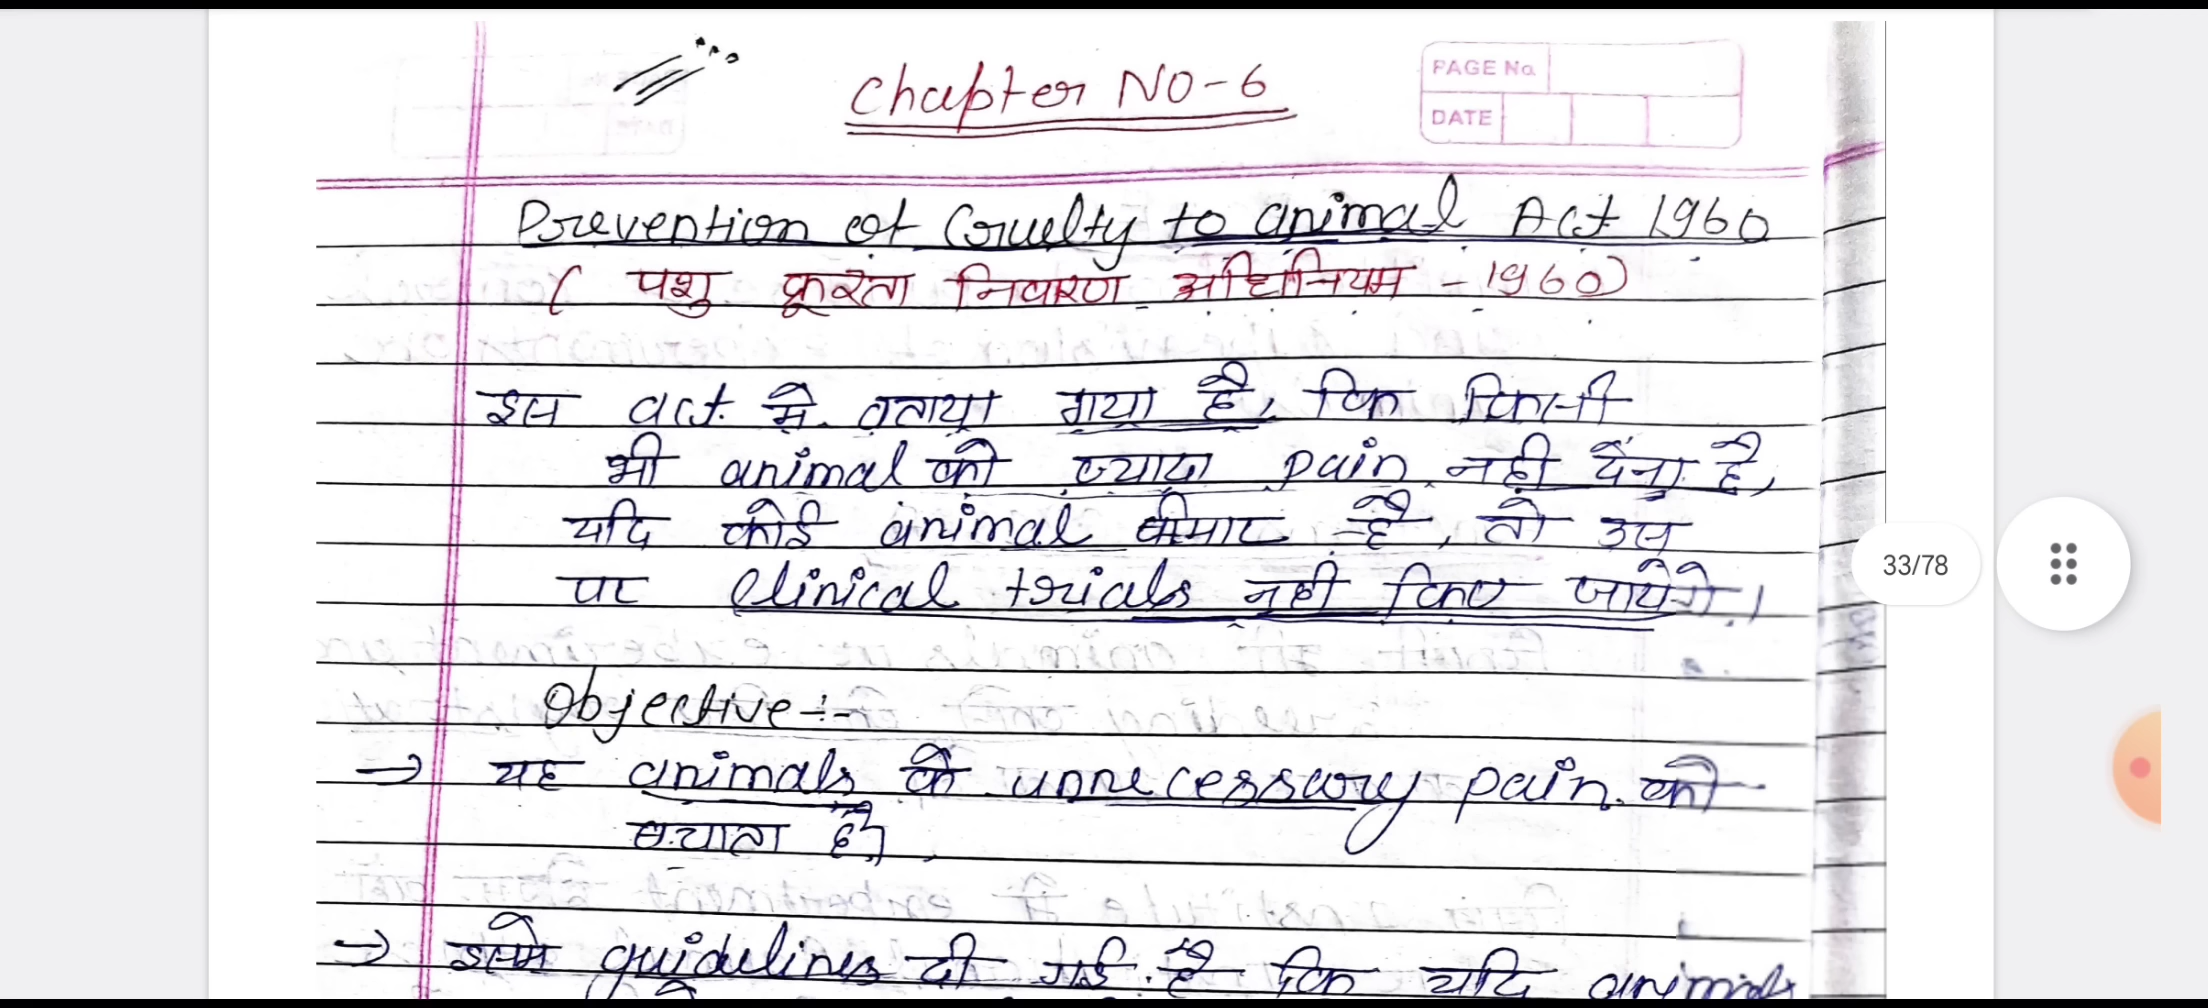 Chapter NO-6
PAGE No.
DATE
Prevention of Cruelty to animal Act 1960
( पशु क्रूरता निवारण अधिनियम - 1960)
इस act. मे बताया गया है, कि किसी
भी animal को ज्यादा pain नही देना है,
यदि कोई animal बीमार है, तो उस
पर clinical trials नही किए जायेगे।
Objective :-
→ यह animals के unnecessary pain को
बचाता है,
→ इसमे guidelines दी गई है कि यदि animals
33/78